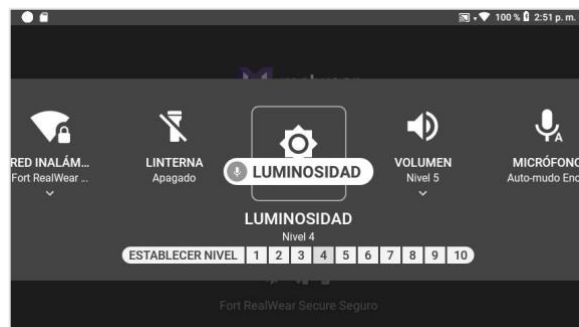 100 % 2:51 p. m.
RED INALÁM...
Fort RealWear ...
LINTERNA
Apagado
LUMINOSIDAD
VOLUMEN
Nivel 5
MICRÓFONO
Auto-mudo Enc
LUMINOSIDAD
Nivel 4
ESTABLECER NIVEL 1 2 3 4 5 6 7 8 9 10
Fort RealWear Secure Seguro